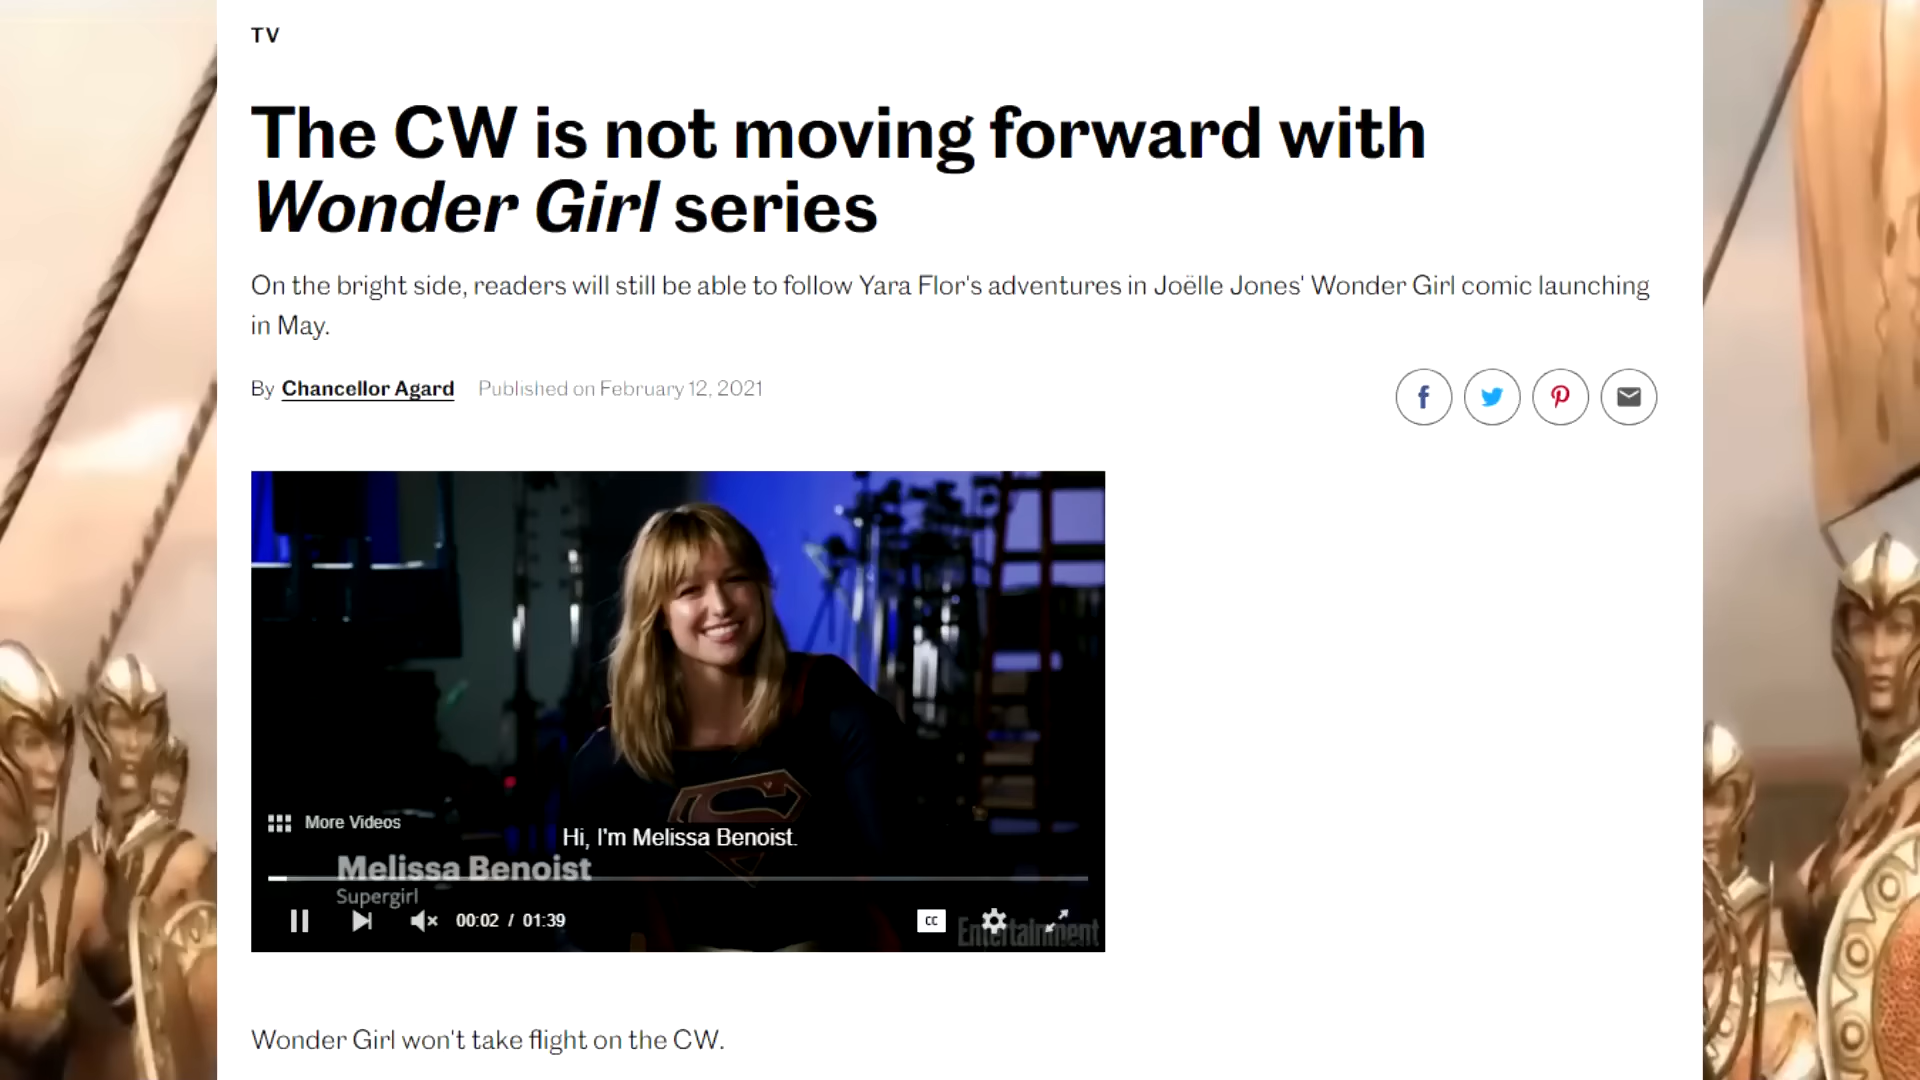 TV
The CW is not moving forward with
Wonder Girl series
On the bright side, readers will still be able to follow Yara Flor's adventures in Joëlle Jones' Wonder Girl comic launching
in May.
By Chancellor Agard Published on February 12, 2021
More Videos
Hi, I'm Melissa Benoist.
Melissa Benoist
Supergirl
00:02 / 01:39
CC
Entertainment
Wonder Girl won't take flight on the CW.